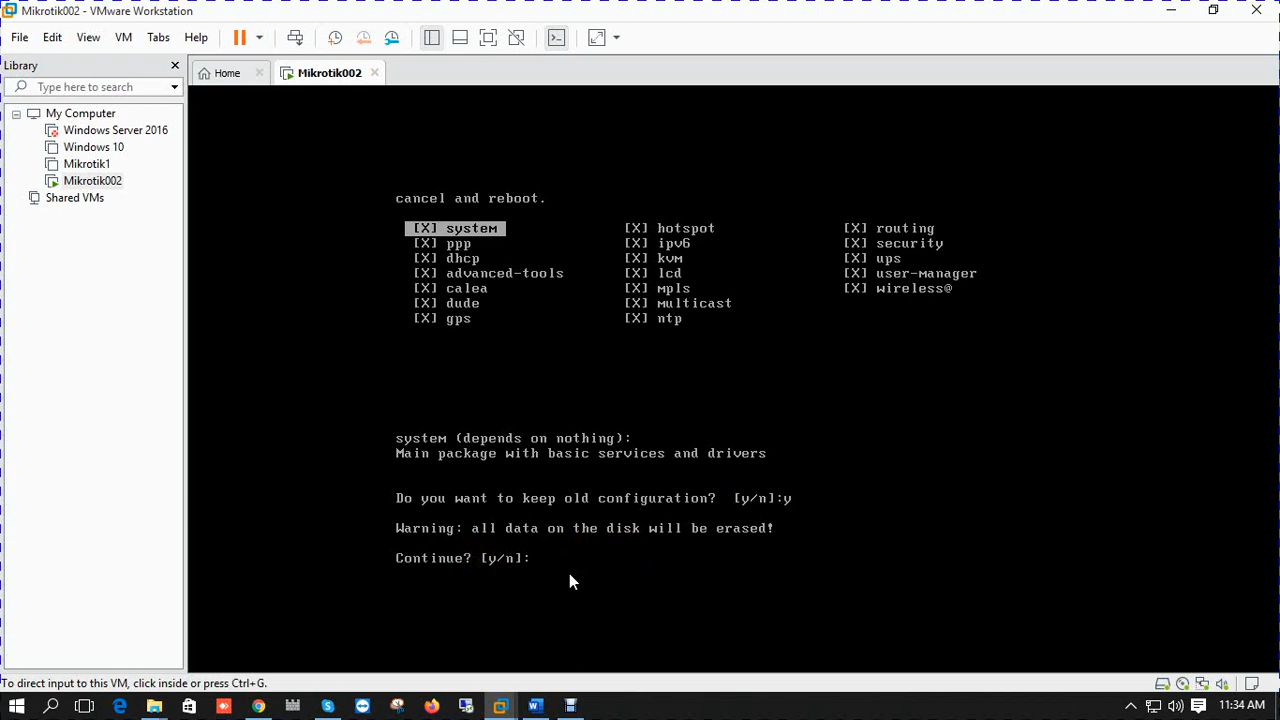 Mikrotik002 - VMware Workstation
File Edit View VM Tabs Help
Library
Type here to search
Home
Mikrotik002
My Computer
Windows Server 2016
Windows 10
Mikrotik1
Mikrotik002
Shared VMs
cancel and reboot.
[X] system [X] hotspot [X] routing
[X] ppp [X] ipv6 [X] security
[X] dhcp [X] kvm [X] ups
[X] advanced-tools [X] lcd [X] user-manager
[X] calea [X] mpls [X] wireless@
[X] dude [X] multicast
[X] gps [X] ntp
system (depends on nothing):
Main package with basic services and drivers
Do you want to keep old configuration? [y/n]:y
Warning: all data on the disk will be erased!
Continue? [y/n]:
To direct input to this VM, click inside or press Ctrl+G.
11:34 AM